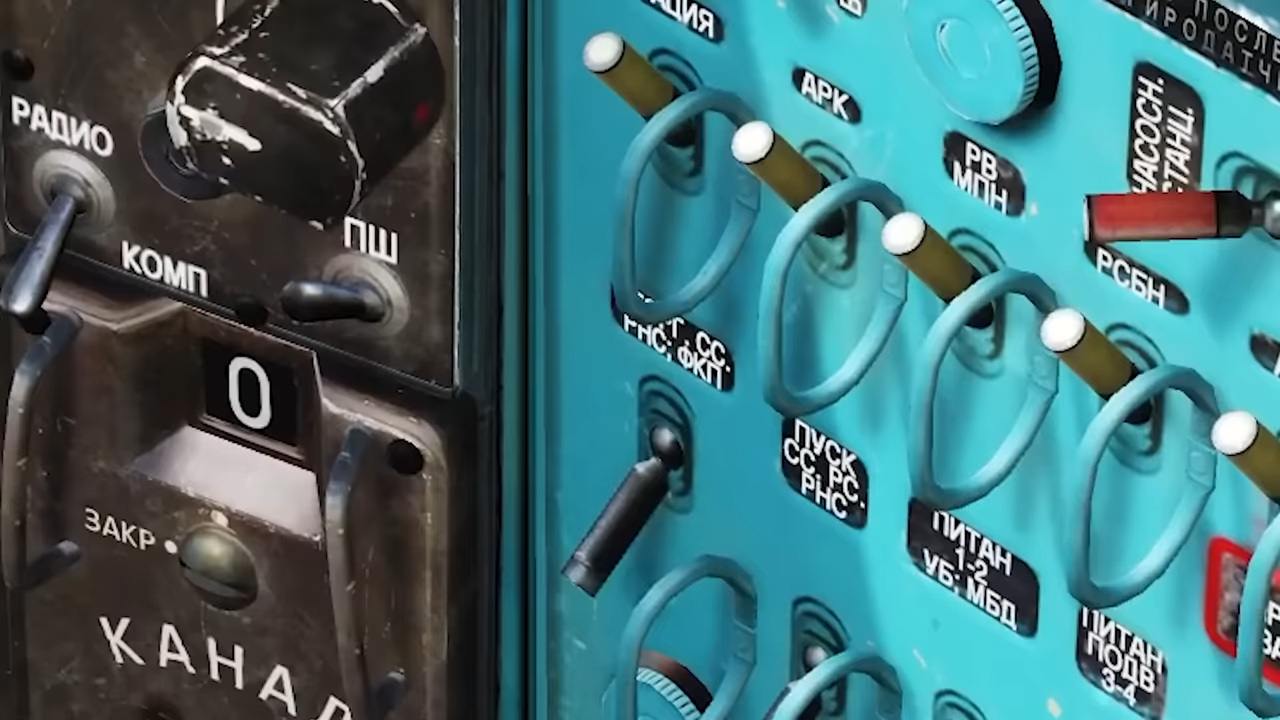 РАДИО
КОМП
ПШ
0
ЗАКР
КАНАЛ
АРК
РВ
МПН
НАСОСН.
РСБН
РНС, ФКП
ПУСК
СС, РС.
РНС
ПИТАН
1-2
УБ, МБД
ПИТАН
ПОДВ
3-4